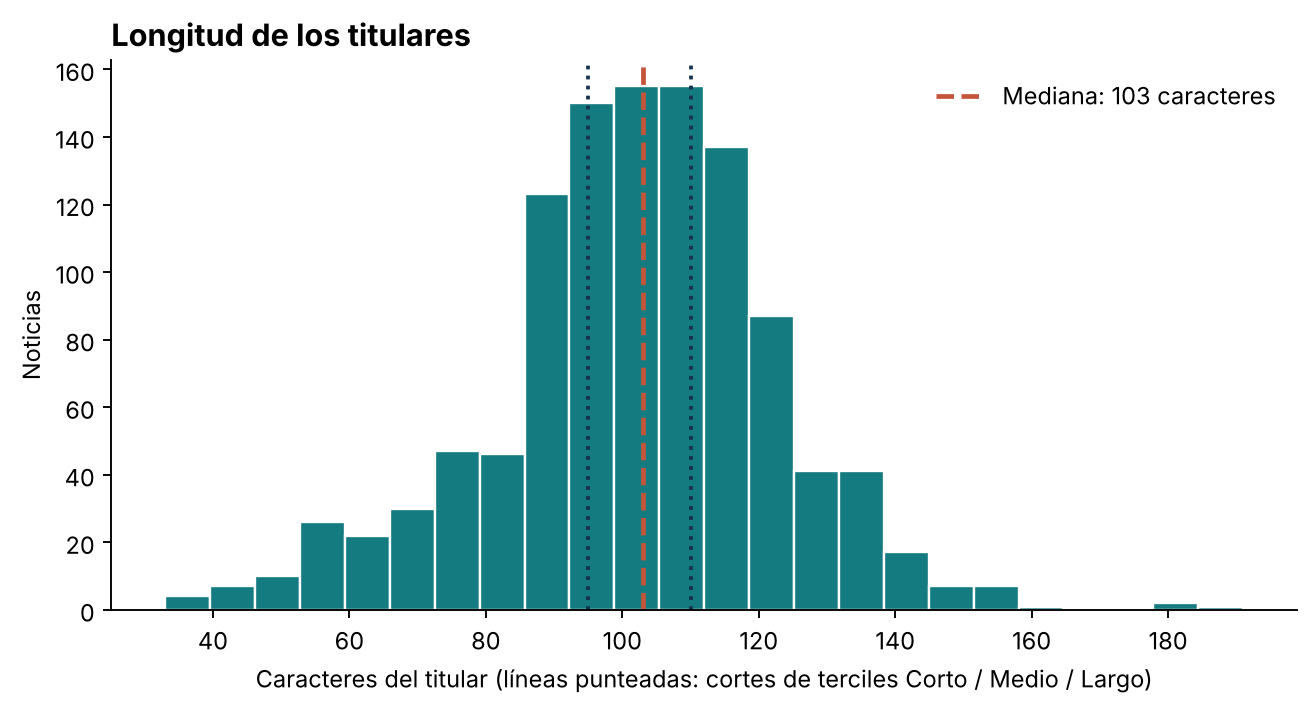 Longitud de los titulares
Mediana: 103 caracteres
Noticias
160
140
120
100
80
60
40
20
0
40 60 80 100 120 140 160 180
Caracteres del titular (líneas punteadas: cortes de terciles Corto / Medio / Largo)